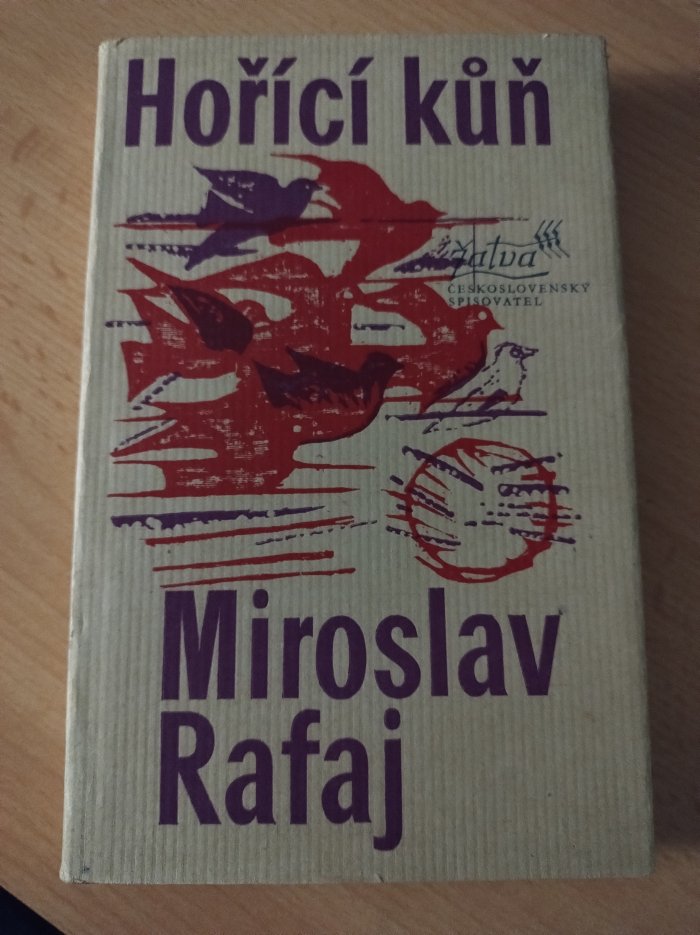 Hořící kůň
Žatva
ČESKOSLOVENSKÝ
SPISOVATEL
Miroslav
Rafaj